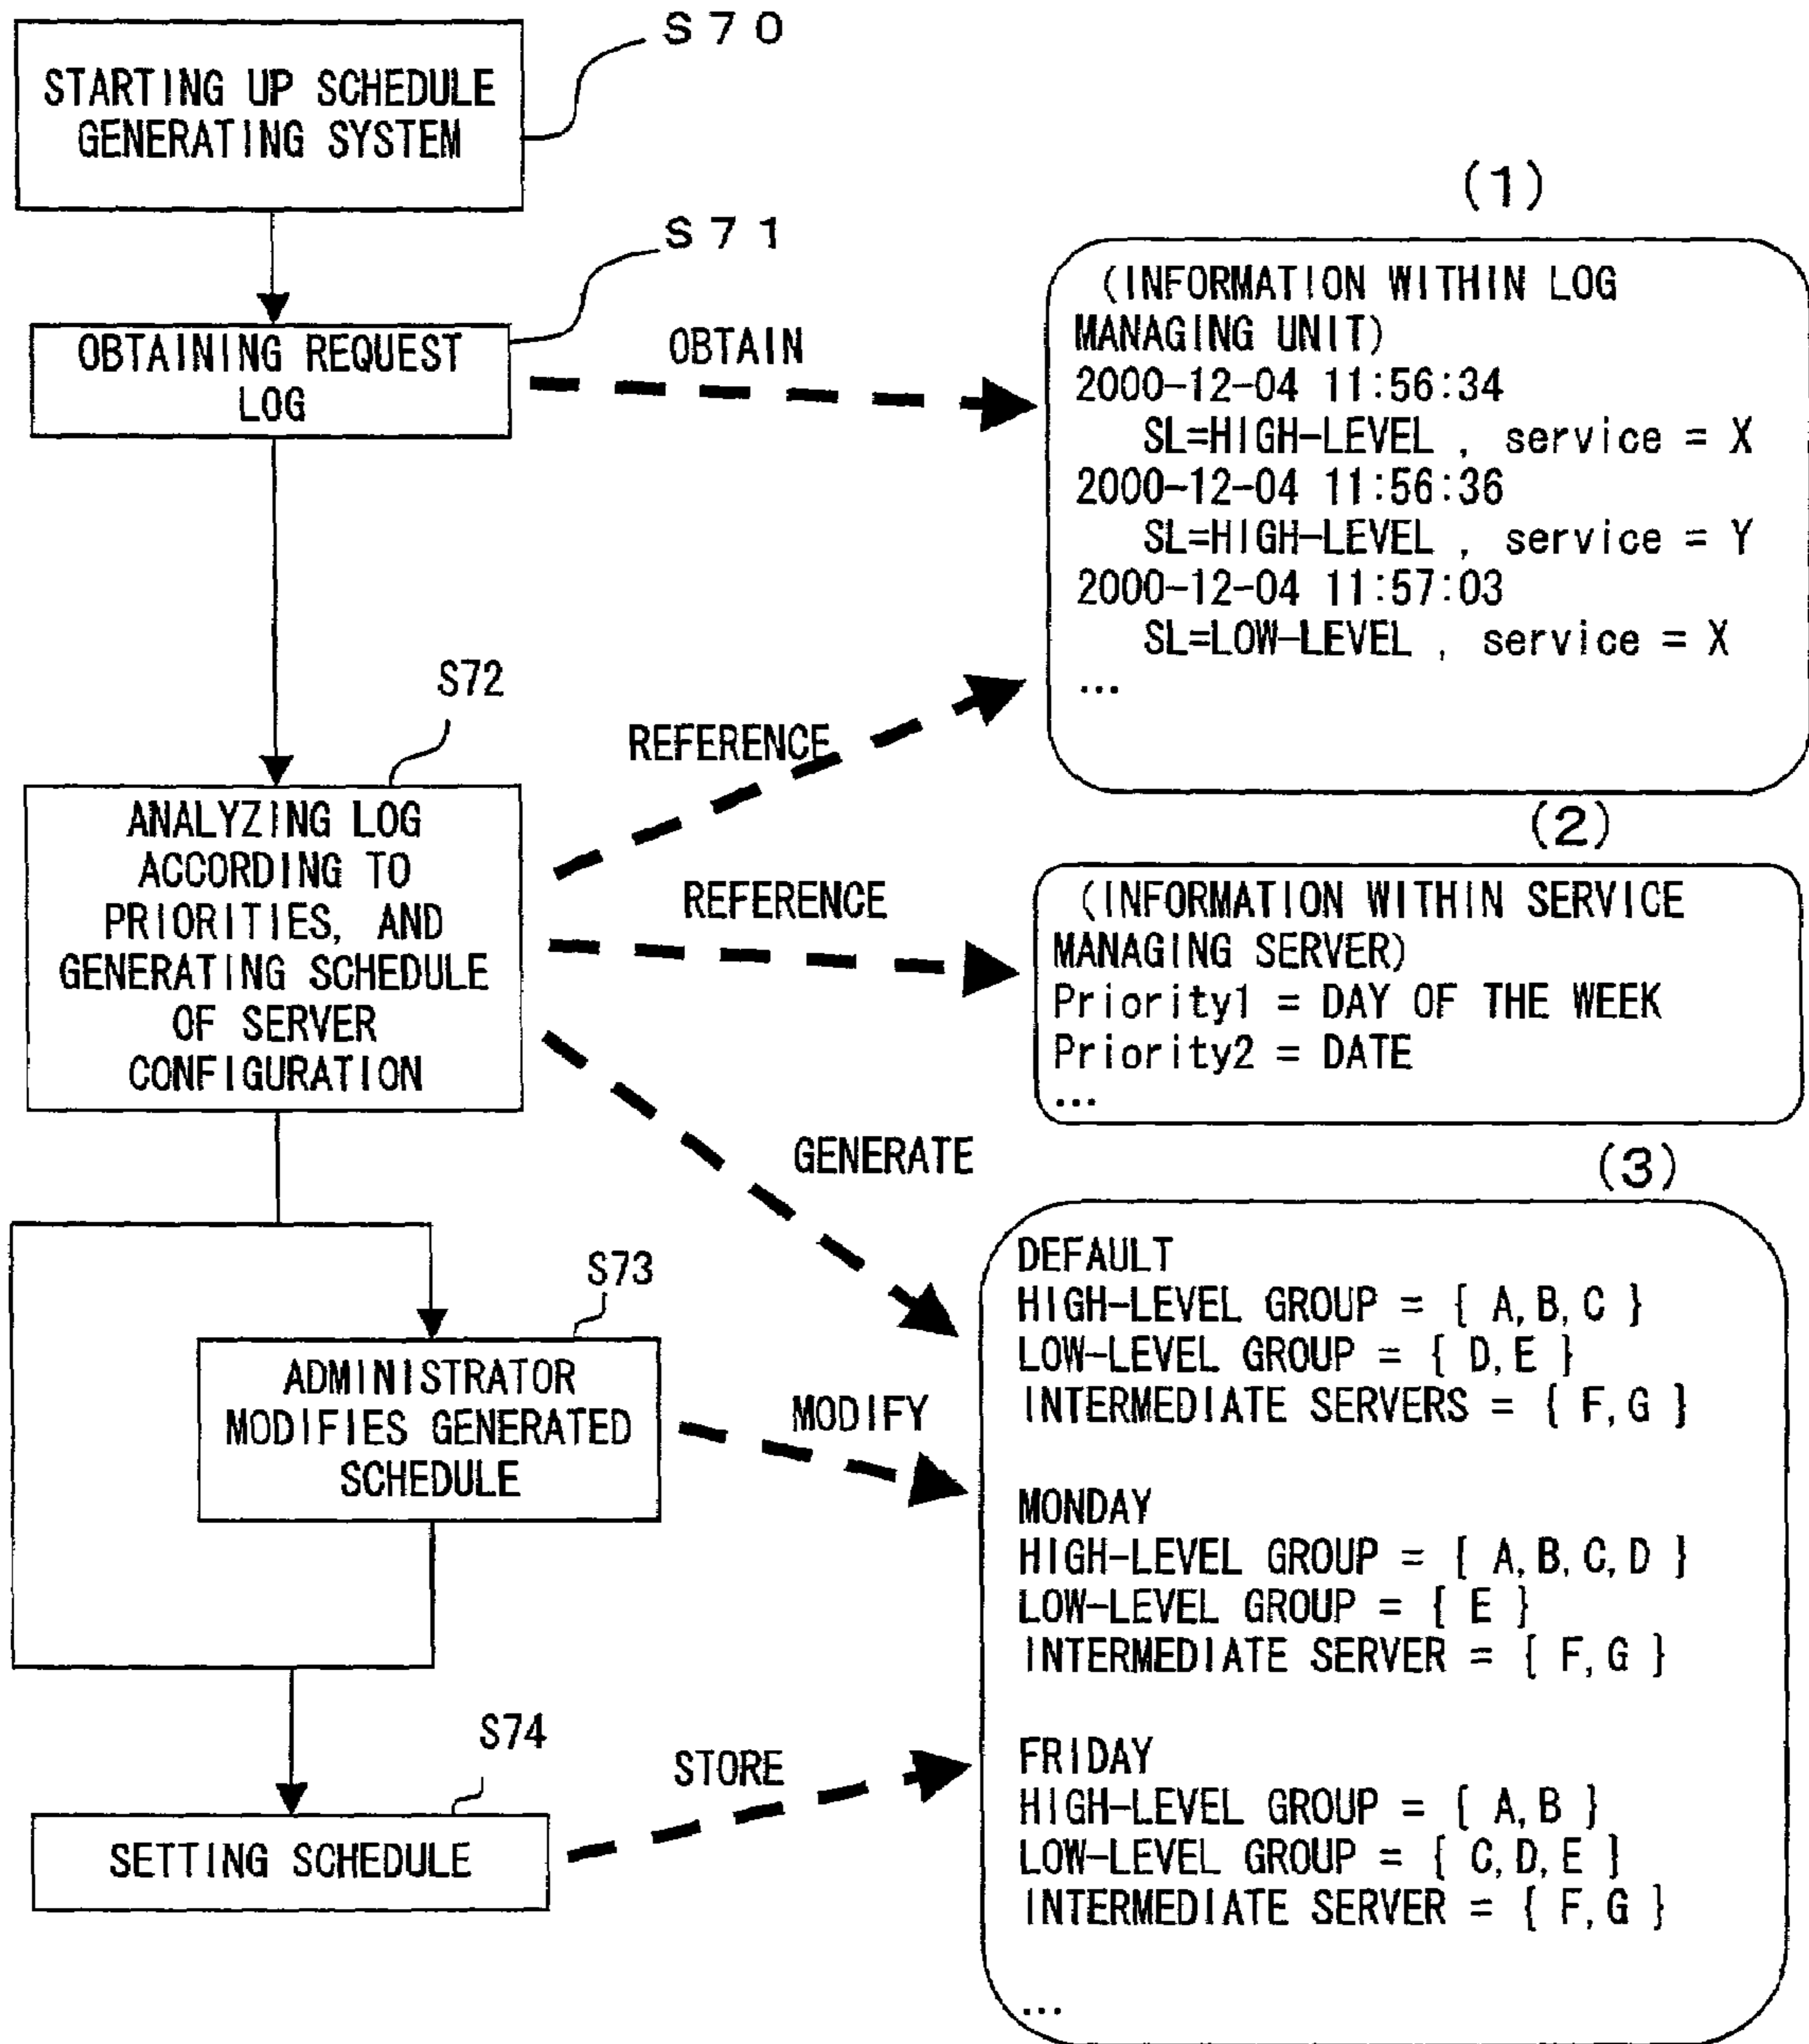 S70
STARTING UP SCHEDULE
GENERATING SYSTEM
S71
OBTAINING REQUEST
LOG
OBTAIN
(1)
(INFORMATION WITHIN LOG
MANAGING UNIT)
2000-12-04 11:56:34
SL=HIGH-LEVEL , service = X
2000-12-04 11:56:36
SL=HIGH-LEVEL , service = Y
2000-12-04 11:57:03
SL=LOW-LEVEL , service = X
...
S72
REFERENCE
ANALYZING LOG
ACCORDING TO
PRIORITIES, AND
GENERATING SCHEDULE
OF SERVER
CONFIGURATION
REFERENCE
(2)
(INFORMATION WITHIN SERVICE
MANAGING SERVER)
Priority1 = DAY OF THE WEEK
Priority2 = DATE
...
GENERATE
(3)
DEFAULT
HIGH-LEVEL GROUP = { A, B, C }
LOW-LEVEL GROUP = { D, E }
INTERMEDIATE SERVERS = { F, G }
S73
ADMINISTRATOR
MODIFIES GENERATED
SCHEDULE
MODIFY
MONDAY
HIGH-LEVEL GROUP = { A, B, C, D }
LOW-LEVEL GROUP = { E }
INTERMEDIATE SERVER = { F, G }
S74
SETTING SCHEDULE
STORE
FRIDAY
HIGH-LEVEL GROUP = { A, B }
LOW-LEVEL GROUP = { C, D, E }
INTERMEDIATE SERVER = { F, G }
...